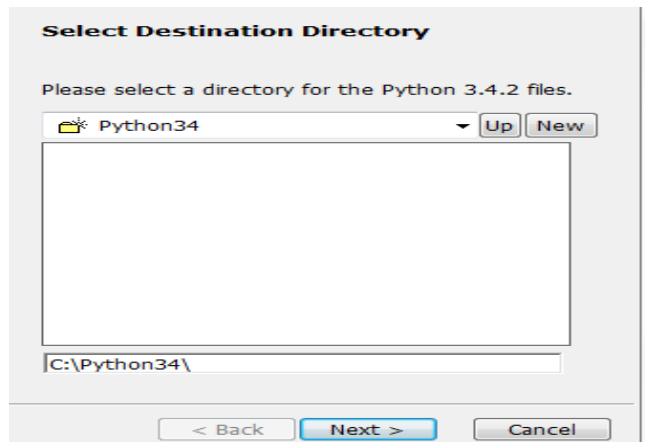 Select Destination Directory
Please select a directory for the Python 3.4.2 files.
Python34 Up New
C:\Python34\
< Back Next > Cancel